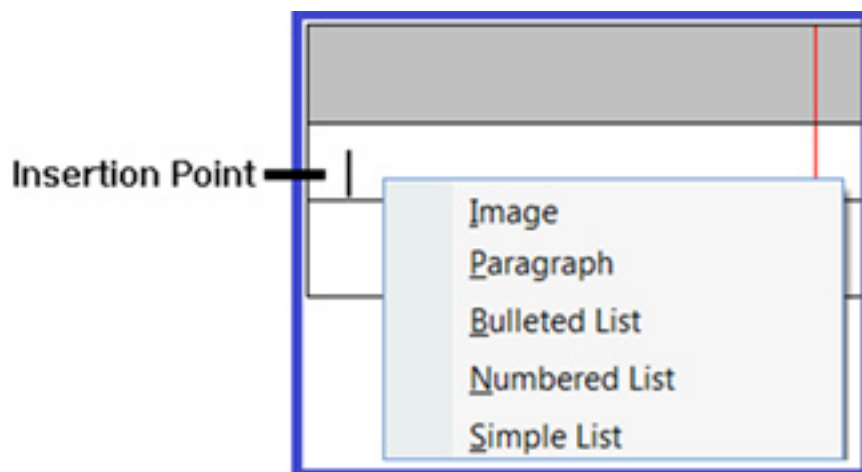 Insertion Point
Image
Paragraph
Bulleted List
Numbered List
Simple List